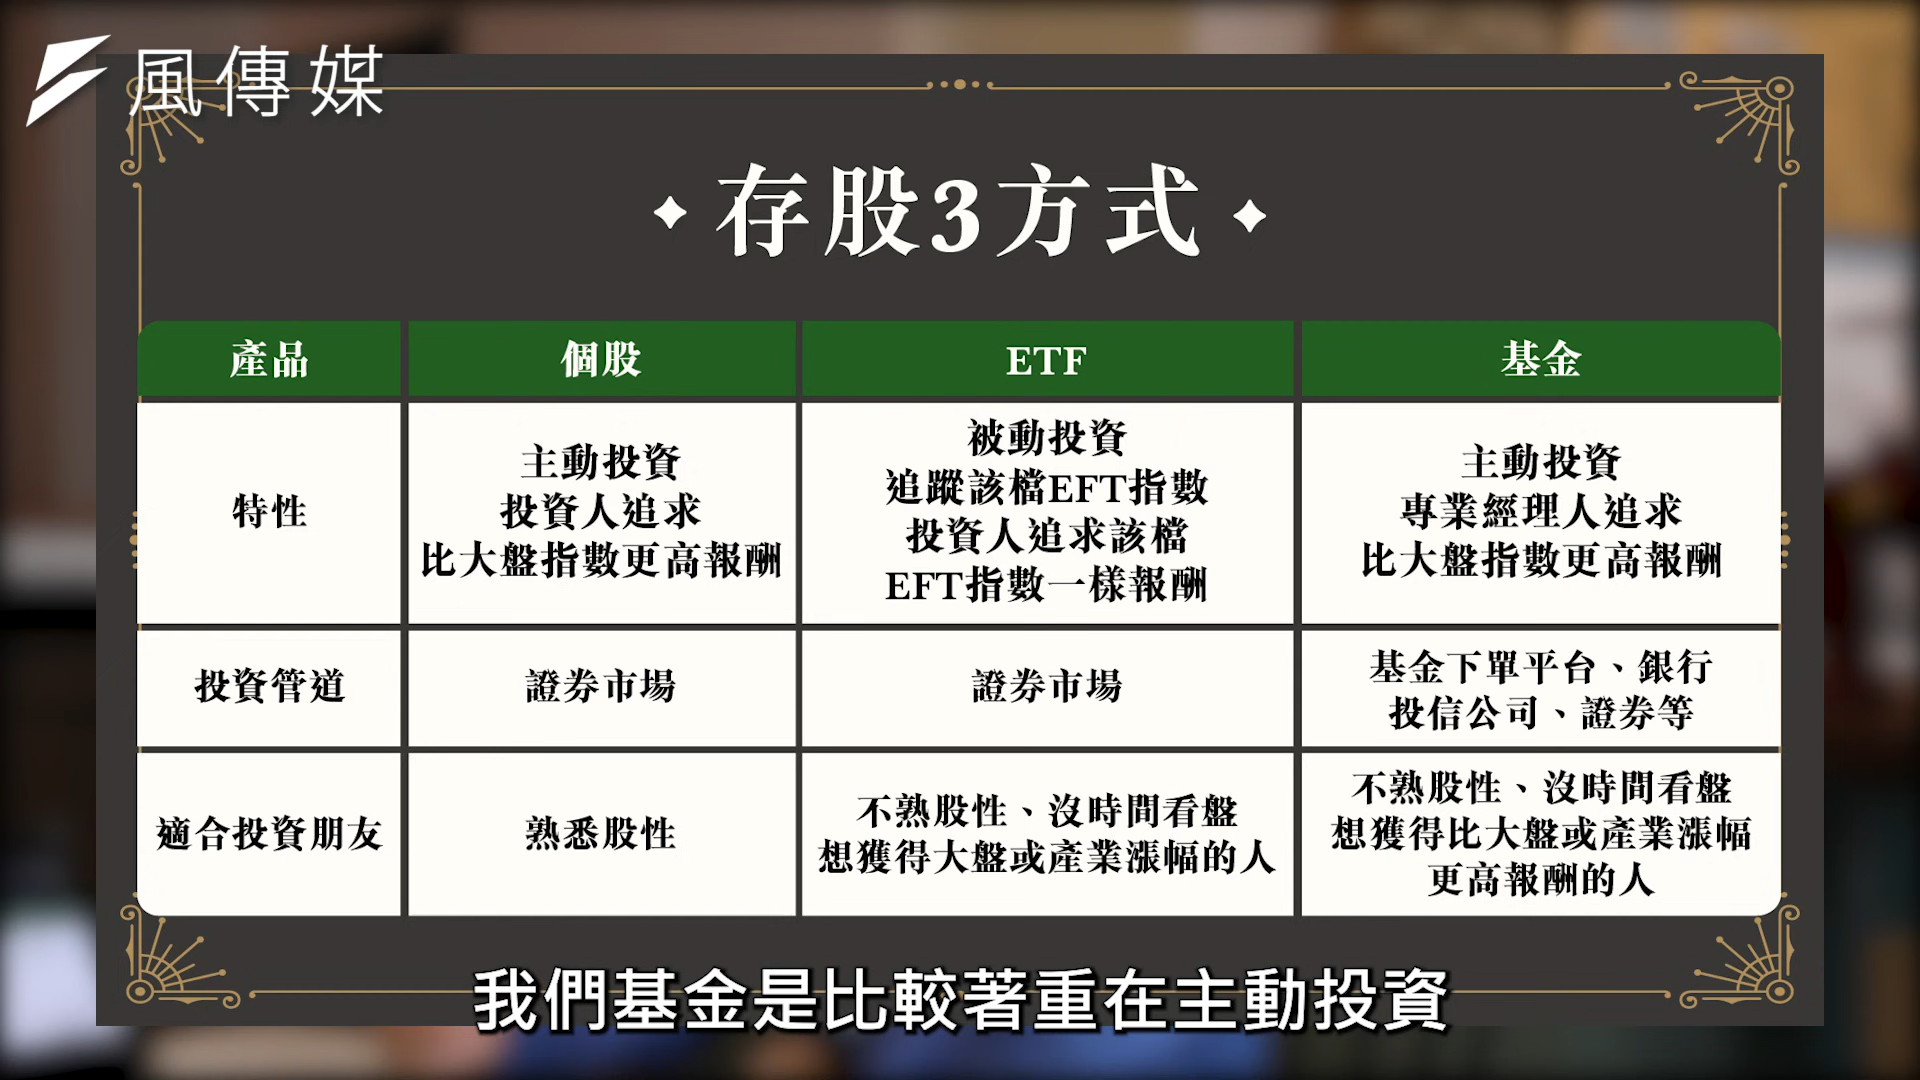 風傳媒
存股3方式
產品
個股
ETF
基金
特性
主動投資
投資人追求
比大盤指數更高報酬
被動投資
追蹤該檔EFT指數
投資人追求該檔
EFT指數一樣報酬
主動投資
專業經理人追求
比大盤指數更高報酬
投資管道
證券市場
證券市場
基金下單平台、銀行
投信公司、證券等
適合投資朋友
熟悉股性
不熟股性、沒時間看盤
想獲得大盤或產業漲幅的人
不熟股性、沒時間看盤
想獲得比大盤或產業漲幅
更高報酬的人
我們基金是比較著重在主動投資